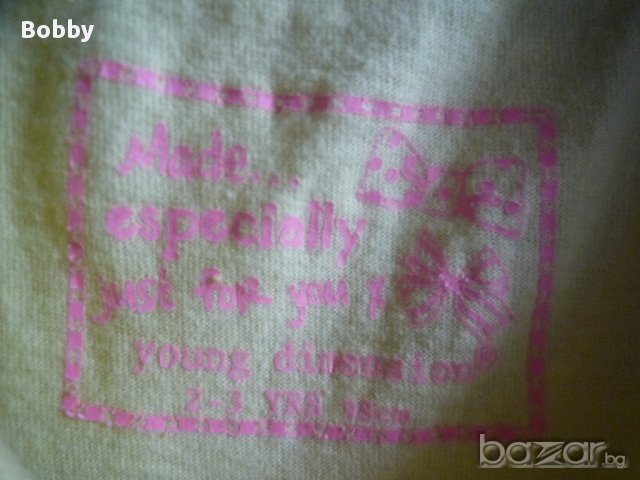 Bobby
Made...
especially
just for you x
young dimension®
2-3 YRS 98cm
bazar.bg